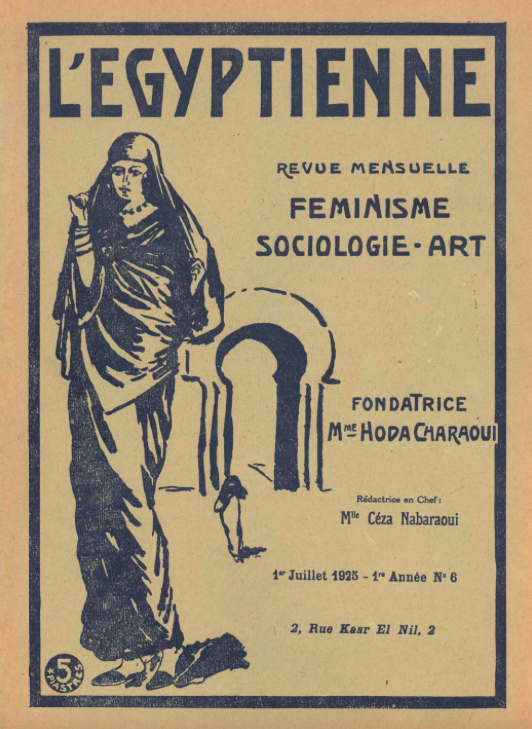 L'EGYPTIENNE
REVUE MENSUELLE
FEMINISME
SOCIOLOGIE - ART
FONDATRICE
MME HODA CHARAOUI
Rédactrice en Chef :
Mlle Céza Nabaraoui
1er Juillet 1925 - 1re Année No 6
2, Rue Kasr El Nil, 2
5
PIASTRES